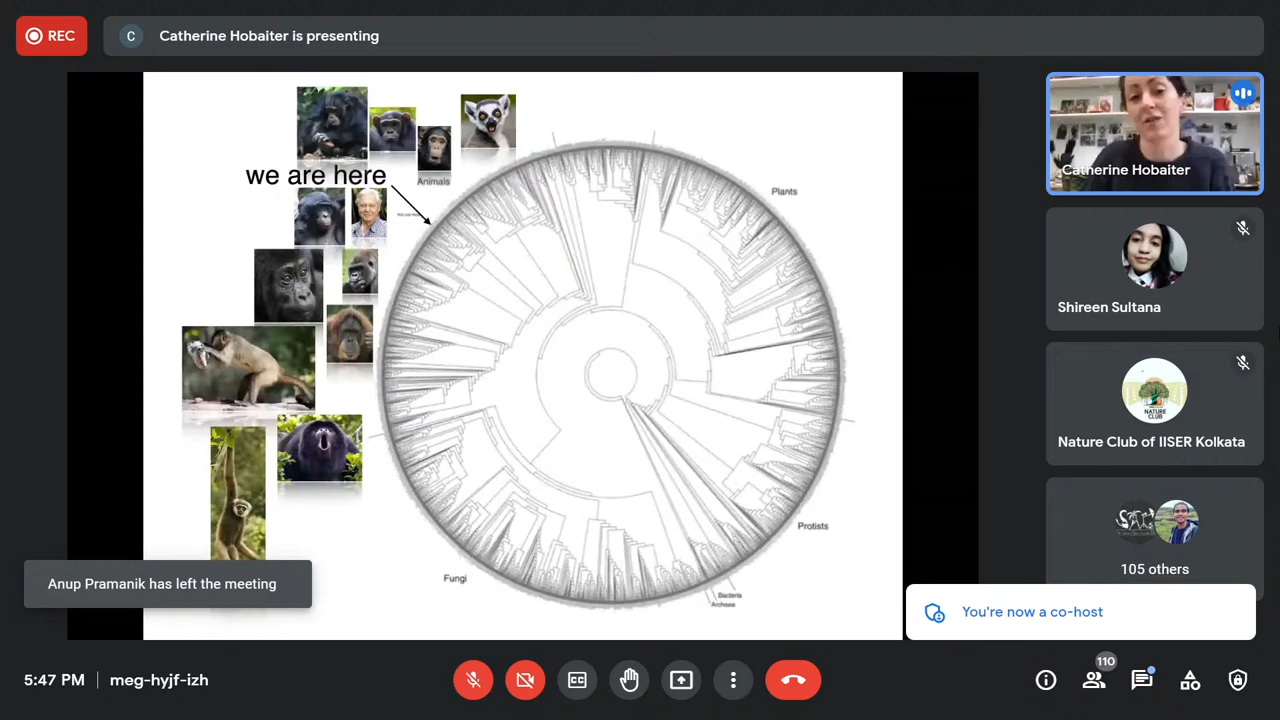 REC
C
Catherine Hobaiter is presenting
we are here
Animals
Plants
Protists
Bacteria
Archaea
Fungi
Catherine Hobaiter
Shireen Sultana
NATURE
CLUB
Nature Club of IISER Kolkata
105 others
Anup Pramanik has left the meeting
You're now a co-host
5:47 PM
meg-hyjf-izh
CC
110